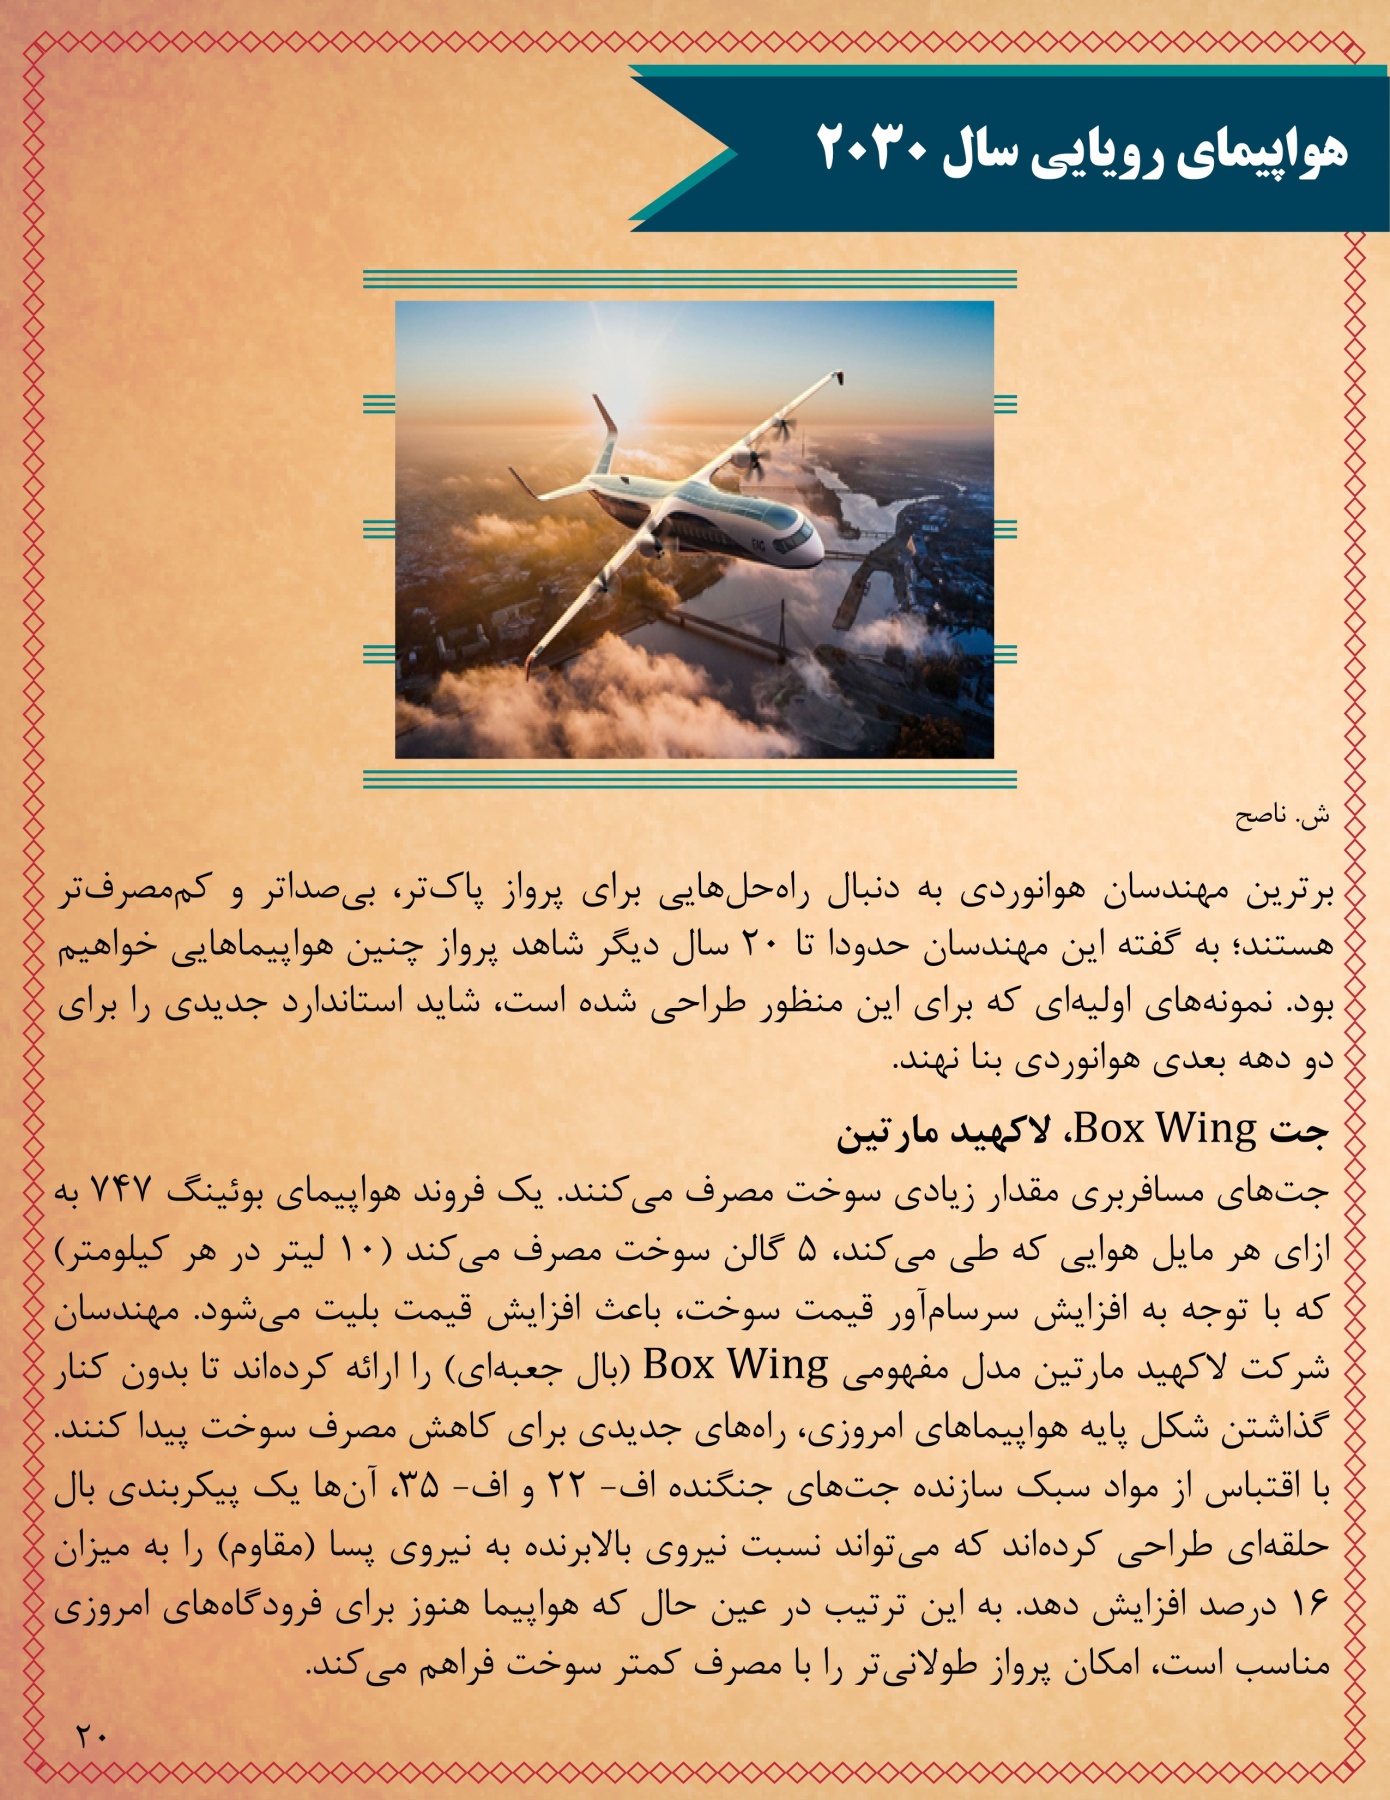 هواپیمای رویایی سال ۲۰۳۰
ش. ناصح
برترین مهندسان هوانوردی به دنبال راه‌حل‌هایی برای پرواز پاک‌تر، بی‌صداتر و کم‌مصرف‌تر
هستند؛ به گفته این مهندسان حدودا تا ۲۰ سال دیگر شاهد پرواز چنین هواپیماهایی خواهیم
بود. نمونه‌های اولیه‌ای که برای این منظور طراحی شده است، شاید استاندارد جدیدی را برای
دو دهه بعدی هوانوردی بنا نهند.
جت Box Wing، لاکهید مارتین
جت‌های مسافربری مقدار زیادی سوخت مصرف می‌کنند. یک فروند هواپیمای بوئینگ ۷۴۷ به
ازای هر مایل هوایی که طی می‌کند، ۵ گالن سوخت مصرف می‌کند (۱۰ لیتر در هر کیلومتر)
که با توجه به افزایش سرسام‌آور قیمت سوخت، باعث افزایش قیمت بلیت می‌شود. مهندسان
شرکت لاکهید مارتین مدل مفهومی Box Wing (بال جعبه‌ای) را ارائه کرده‌اند تا بدون کنار
گذاشتن شکل پایه هواپیماهای امروزی، راه‌های جدیدی برای کاهش مصرف سوخت پیدا کنند.
با اقتباس از مواد سبک سازنده جت‌های جنگنده اف- ۲۲ و اف- ۳۵، آن‌ها یک پیکربندی بال
حلقه‌ای طراحی کرده‌اند که می‌تواند نسبت نیروی بالابرنده به نیروی پسا (مقاوم) را به میزان
۱۶ درصد افزایش دهد. به این ترتیب در عین حال که هواپیما هنوز برای فرودگاه‌های امروزی
مناسب است، امکان پرواز طولانی‌تر را با مصرف کمتر سوخت فراهم می‌کند.
۲۰